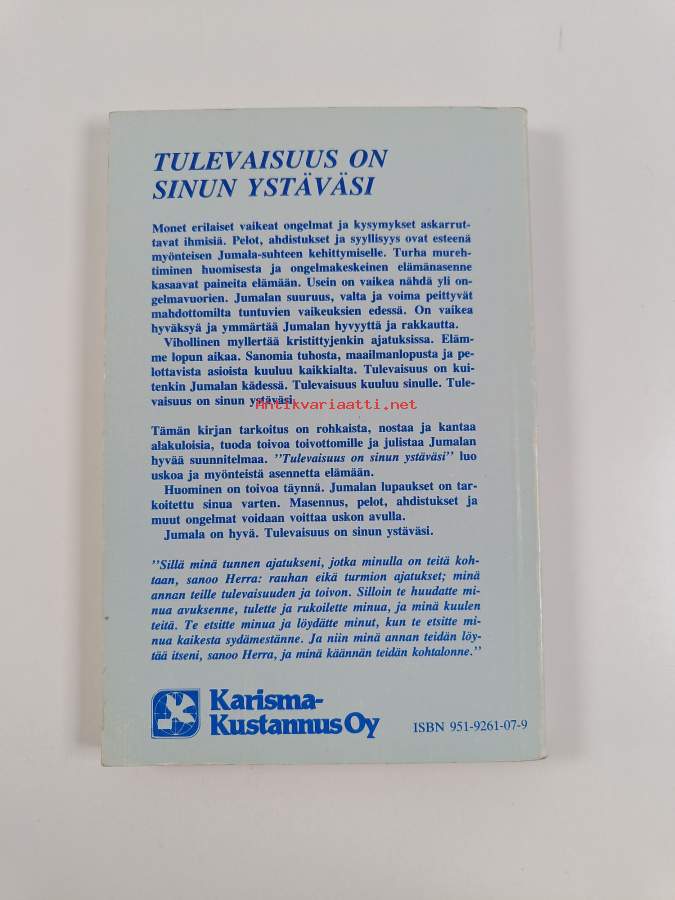 TULEVAISUUS ON
SINUN YSTÄVÄSI
Monet erilaiset vaikeat ongelmat ja kysymykset askarrut-
tavat ihmisiä. Pelot, ahdistukset ja syyllisyys ovat esteenä
myönteisen Jumala-suhteen kehittymiselle. Turha mureh-
timinen huomisesta ja ongelmakeskeinen elämänasenne
kasaavat paineita elämään. Usein on vaikea nähdä yli on-
gelmavuorien. Jumalan suuruus, valta ja voima peittyvät
mahdottomilta tuntuvien vaikeuksien edessä. On vaikea
hyväksyä ja ymmärtää Jumalan hyvyyttä ja rakkautta.
Vihollinen myllertää kristittyjenkin ajatuksissa. Eläm-
me lopun aikaa. Sanomia tuhosta, maailmanlopusta ja pe-
lottavista asioista kuuluu kaikkialta. Tulevaisuus on kui-
tenkin Jumalan kädessä. Tulevaisuus kuuluu sinulle. Tule-
vaisuus on sinun ystäväsi.
Antikvariaatti.net
Tämän kirjan tarkoitus on rohkaista, nostaa ja kantaa
alakuloisia, tuoda toivoa toivottomille ja julistaa Jumalan
hyvää suunnitelmaa. "Tulevaisuus on sinun ystäväsi" luo
uskoa ja myönteistä asennetta elämään.
Huominen on toivoa täynnä. Jumalan lupaukset on tar-
koitettu sinua varten. Masennus, pelot, ahdistukset ja
muut ongelmat voidaan voittaa uskon avulla.
Jumala on hyvä. Tulevaisuus on sinun ystäväsi.
"Sillä minä tunnen ajatukseni, jotka minulla on teitä koh-
taan, sanoo Herra: rauhan eikä turmion ajatukset; minä
annan teille tulevaisuuden ja toivon. Silloin te huudatte mi-
nua avuksenne, tulette ja rukoilette minua, ja minä kuulen
teitä. Te etsitte minua ja löydätte minut, kun te etsitte mi-
nua kaikesta sydämestänne. Ja niin minä annan teidän löy-
tää itseni, sanoo Herra, ja minä käännän teidän kohtalonne."
Karisma-
Kustannus Oy
ISBN 951-9261-07-9